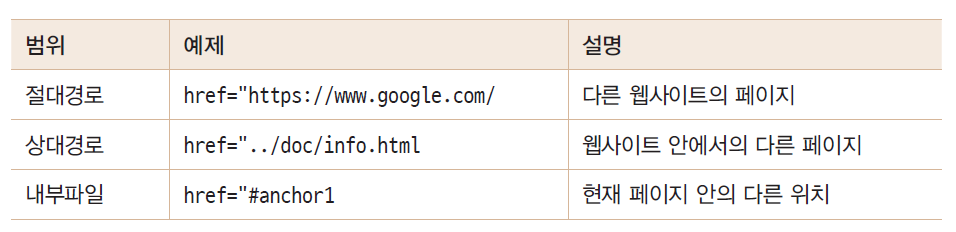 범위 예제 설명
절대경로 href="https://www.google.com/ 다른 웹사이트의 페이지
상대경로 href="../doc/info.html 웹사이트 안에서의 다른 페이지
내부파일 href="#anchor1 현재 페이지 안의 다른 위치